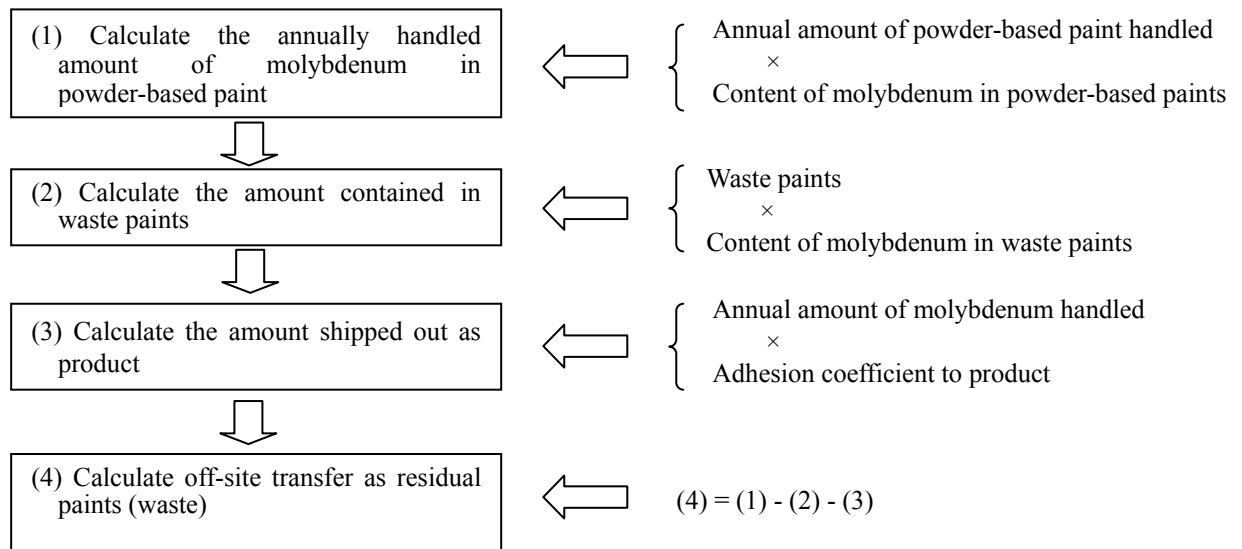 (1) Calculate the annually handled
amount of molybdenum in
powder-based paint
Annual amount of powder-based paint handled
×
Content of molybdenum in powder-based paints
(2) Calculate the amount contained in
waste paints
Waste paints
×
Content of molybdenum in waste paints
(3) Calculate the amount shipped out as
product
Annual amount of molybdenum handled
×
Adhesion coefficient to product
(4) Calculate off-site transfer as residual
paints (waste)
(4) = (1) - (2) - (3)